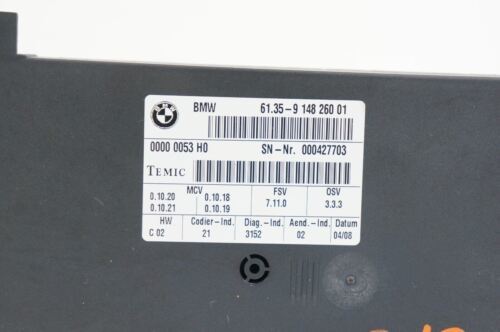 BMW 61.35-9 148 260 01
0000 0053 H0 SN-Nr. 000427703
TEMIC
MCV FSV OSV
0.10.20 0.10.18 7.11.0 3.3.3
0.10.21 0.10.19
HW Codier-Ind. Diag.-Ind. Aend.-Ind. Datum
C 02 21 3152 02 04/08